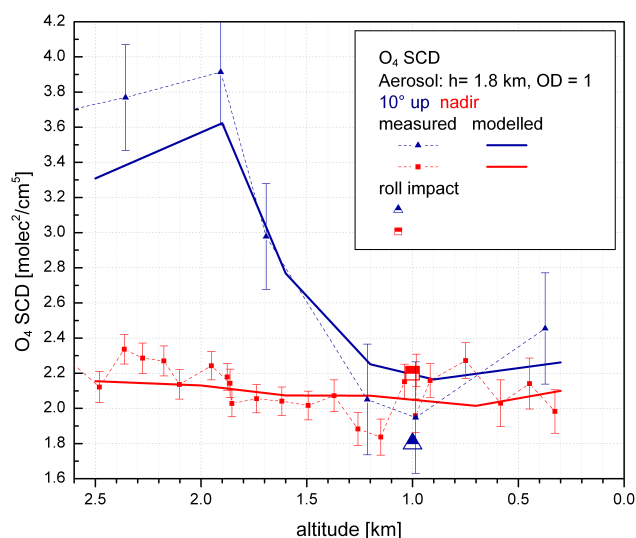 4.2
4.0
3.8
3.6
3.4
3.2
3.0
2.8
2.6
2.4
2.2
2.0
1.8
1.6
O₄ SCD [molec²/cm⁵]
O₄ SCD
Aerosol: h= 1.8 km, OD = 1
10° up nadir
measured modelled
roll impact
2.5 2.0 1.5 1.0 0.5 0.0
altitude [km]